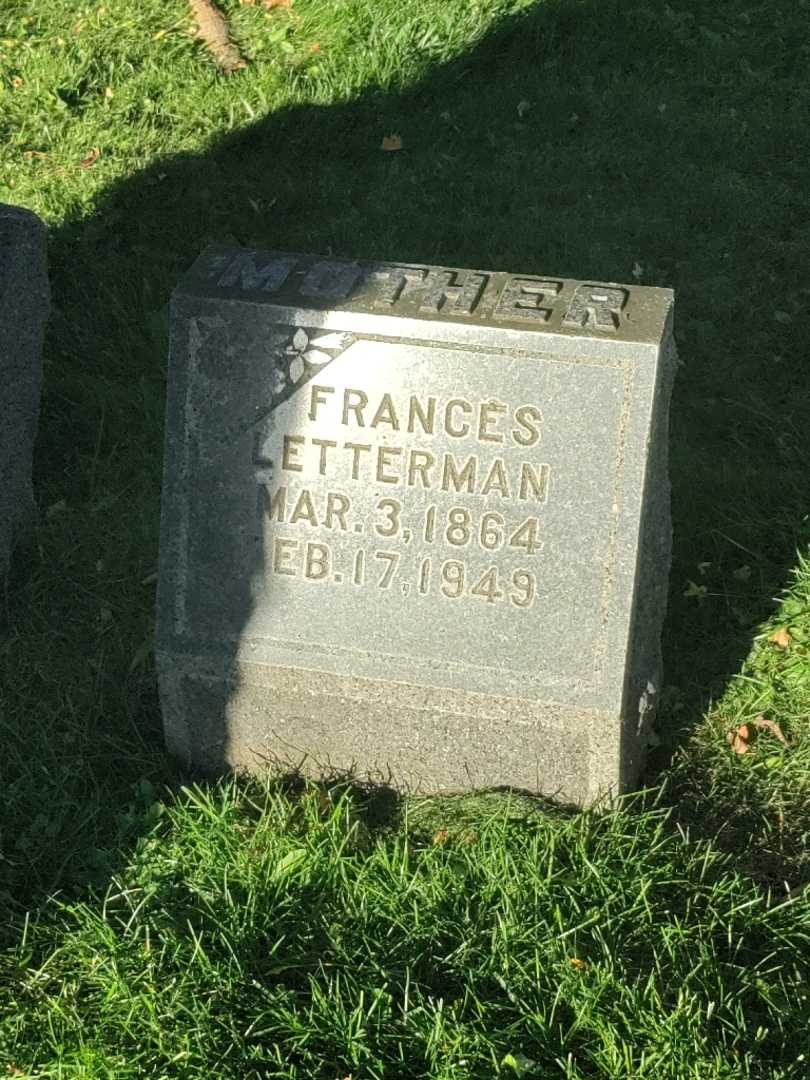 MOTHER
FRANCES
LETTERMAN
MAR. 3, 1864
FEB. 17, 1949